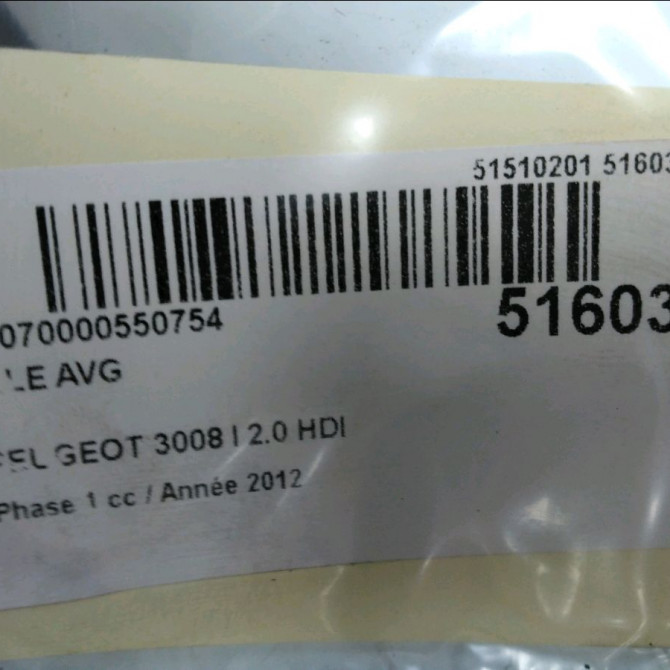 51510201 51603
070000550754
51603
LE AVG
GEOT 3008 I 2.0 HDI
Phase 1 cc / Année 2012